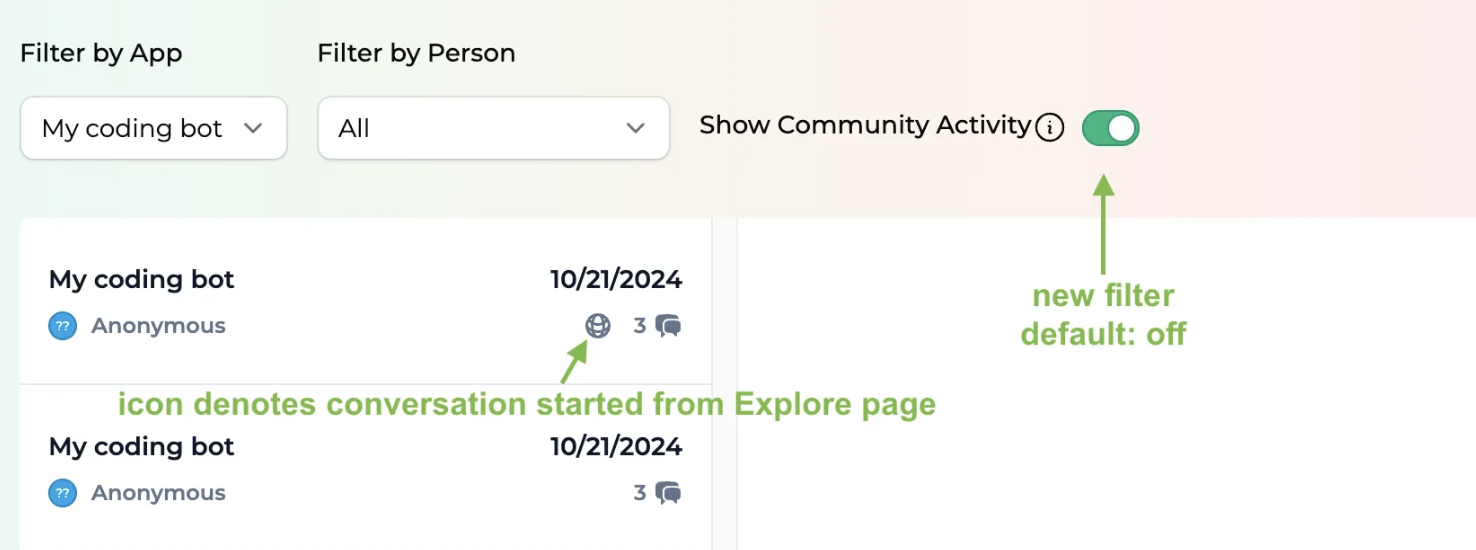 Filter by App
Filter by Person
My coding bot
All
Show Community Activity i
My coding bot
10/21/2024
?? Anonymous
3
new filter
default: off
icon denotes conversation started from Explore page
My coding bot
10/21/2024
?? Anonymous
3